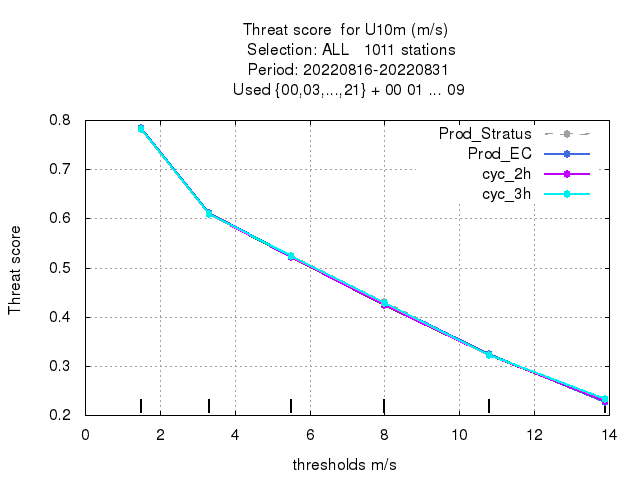 Threat score  for U10m (m/s)
Selection: ALL   1011 stations
Period: 20220816-20220831
Used {00,03,...,21} + 00 01 ... 09
Prod_Stratus
Prod_EC
cyc_2h
cyc_3h
Threat score
0.8
0.7
0.6
0.5
0.4
0.3
0.2
0 2 4 6 8 10 12 14
thresholds m/s